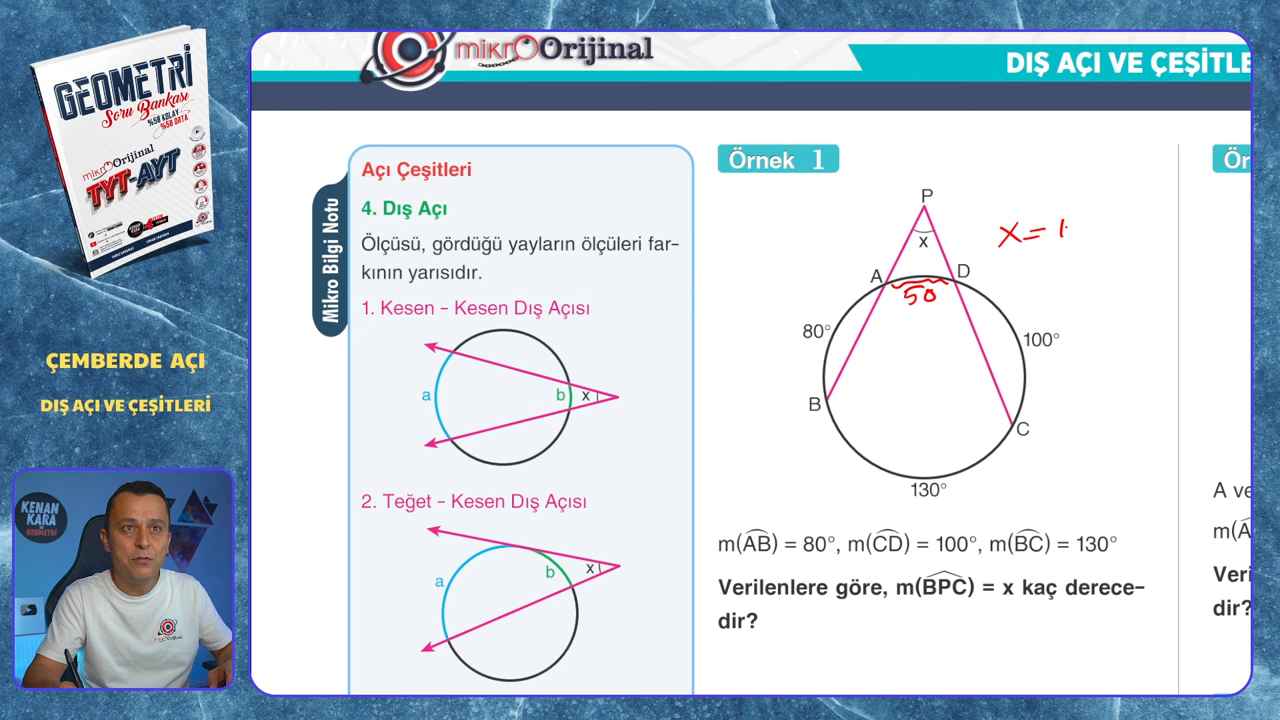 GEOMETRİ
Soru Bankası
%50 KOLAY
%50 ORTA
mikro Orijinal
TYT-AYT
ÇEMBERDE AÇI
DIŞ AÇI VE ÇEŞİTLERİ
KENAN
KARA
GEOMETRİ
mikro Orijinal
DIŞ AÇI VE ÇEŞİTLE
Mikro Bilgi Notu
Açı Çeşitleri
4. Dış Açı
Ölçüsü, gördüğü yayların ölçüleri far-
kının yarısıdır.
1. Kesen – Kesen Dış Açısı
a b x
2. Teğet – Kesen Dış Açısı
a b x
Örnek 1
P
x
X = 1
A D
50
80°
100°
B
C
130°
m(AB) = 80°, m(CD) = 100°, m(BC) = 130°
Verilenlere göre, m(BPC) = x kaç derece-
dir?
Ör
A ve
m(A
Veri
dir?